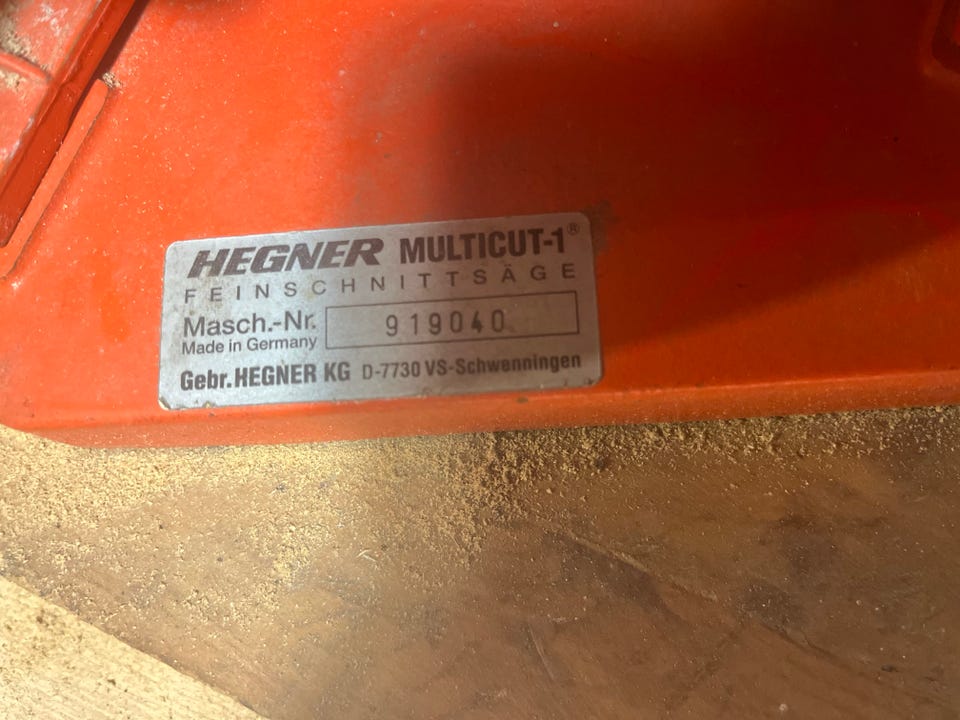 HEGNER MULTICUT-1®
FEINSCHNITTSÄGE
Masch.-Nr. 919040
Made in Germany
Gebr. HEGNER KG D-7730 VS-Schwenningen